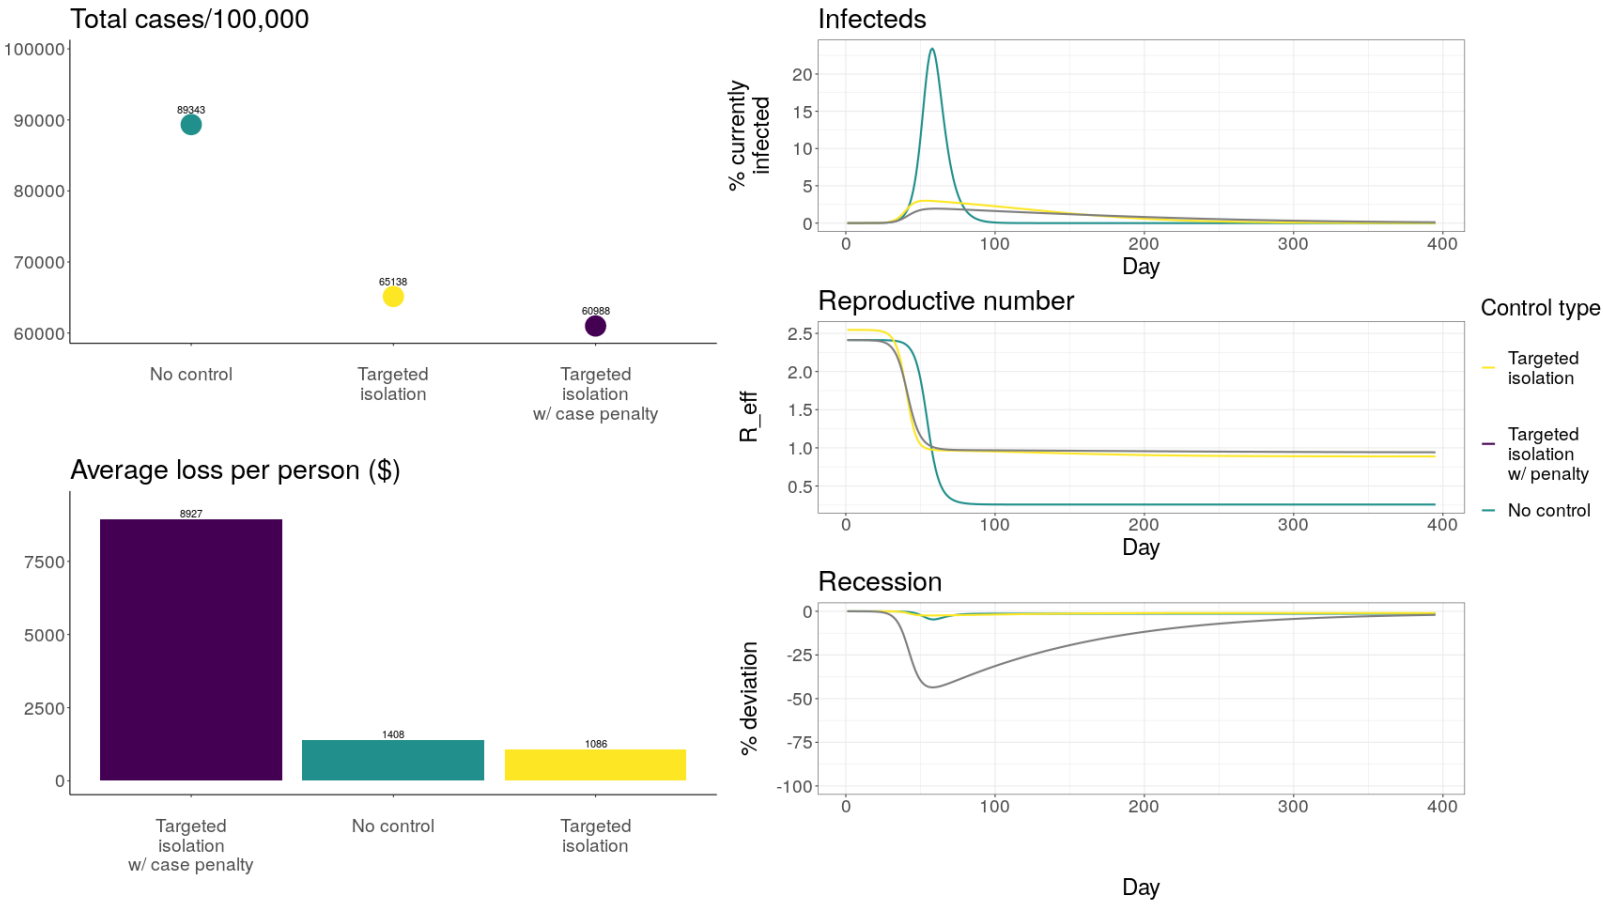 Total cases/100,000
100000
90000
80000
70000
60000
89343
65138
60988
No control
Targeted
isolation
Targeted
isolation
w/ case penalty
Average loss per person ($)
7500
5000
2500
0
8927
1408
1086
Targeted
isolation
w/ case penalty
No control
Targeted
isolation
Infecteds
% currently
infected
20
15
10
5
0
0 100 200 300 400
Day
Reproductive number
R_eff
2.5
2.0
1.5
1.0
0.5
0 100 200 300 400
Day
Recession
% deviation
0
-25
-50
-75
-100
0 100 200 300 400
Day
Control type
Targeted
isolation
Targeted
isolation
w/ penalty
No control